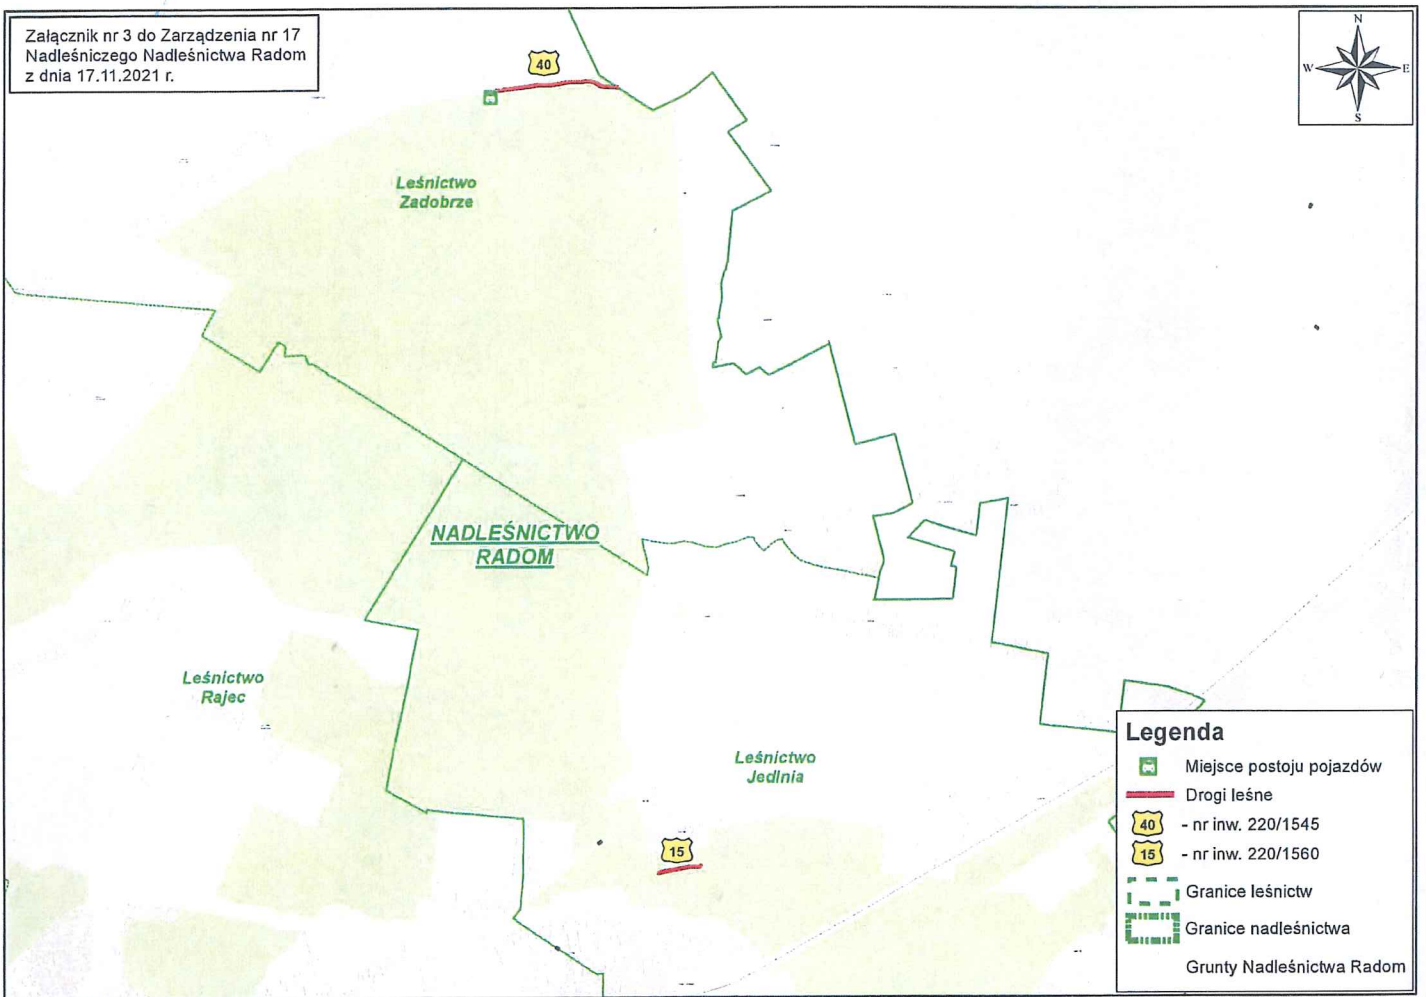 Załącznik nr 3 do Zarządzenia nr 17
Nadleśniczego Nadleśnictwa Radom
z dnia 17.11.2021 r.
40
N
W
E
S
Leśnictwo
Zadobrze
NADLEŚNICTWO
RADOM
Leśnictwo
Rajec
Leśnictwo
Jedlnia
15
Legenda
Miejsce postoju pojazdów
Drogi leśne
40 - nr inw. 220/1545
15 - nr inw. 220/1560
Granice leśnictw
Granice nadleśnictwa
Grunty Nadleśnictwa Radom